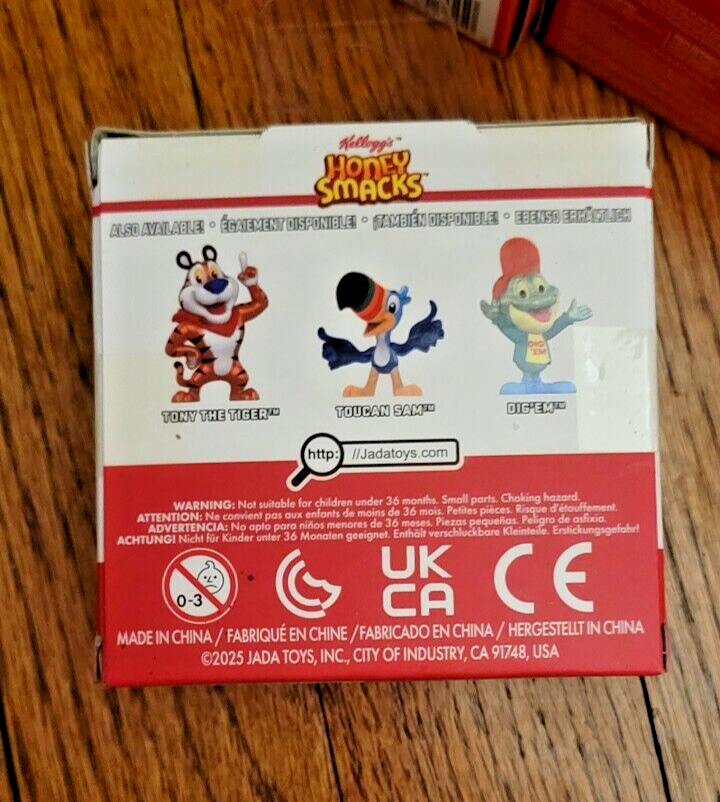 Kellogg's™
HONEY
SMACKS™
ALSO AVAILABLE! • ÉGAIEMENT DISPONIBLE! • ¡TAMBIÉN DISPONIBLE! • EBENSO ERHÄLTLICH
DIG
'EM
TONY THE TIGER™ TOUCAN SAM™ DIG'EM™
http: //Jadatoys.com
WARNING: Not suitable for children under 36 months. Small parts. Choking hazard.
ATTENTION: Ne convient pas aux enfants de moins de 36 mois. Petites pièces. Risque d'étouffement.
ADVERTENCIA: No apto para niños menores de 36 meses. Piezas pequeñas. Peligro de asfixia.
ACHTUNG! Nicht für Kinder unter 36 Monaten geeignet. Enthält verschluckbare Kleinteile. Erstickungsgefahr!
0-3
UK
CA
CE
MADE IN CHINA / FABRIQUÉ EN CHINE /FABRICADO EN CHINA / HERGESTELLT IN CHINA
©2025 JADA TOYS, INC., CITY OF INDUSTRY, CA 91748, USA